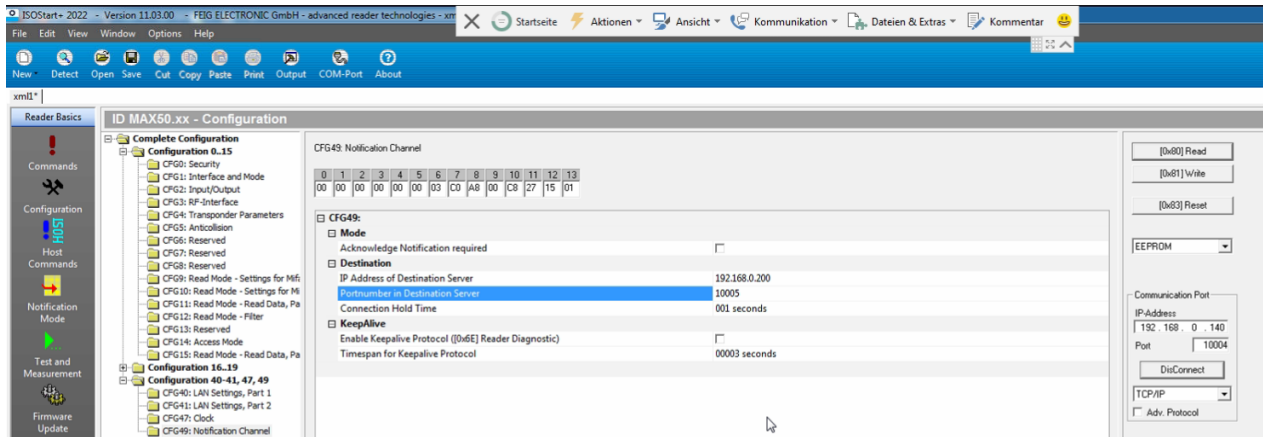 ISOStart+ 2022 - Version 11.03.00 - FEIG ELECTRONIC GmbH - advanced reader technologies - xm
Startseite Aktionen Ansicht Kommunikation Dateien & Extras Kommentar
File Edit View Window Options Help
New Detect Open Save Cut Copy Paste Print Output COM-Port About
xml1*
Reader Basics
Commands
Configuration
HOST
Host
Commands
Notification
Mode
Test and
Measurement
Firmware
Update
ID MAX50.xx - Configuration
Complete Configuration
Configuration 0..15
CFG0: Security
CFG1: Interface and Mode
CFG2: Input/Output
CFG3: RF-Interface
CFG4: Transponder Parameters
CFG5: Anticollision
CFG6: Reserved
CFG7: Reserved
CFG8: Reserved
CFG9: Read Mode - Settings for Mifa
CFG10: Read Mode - Settings for Mi
CFG11: Read Mode - Read Data, Pa
CFG12: Read Mode - Filter
CFG13: Reserved
CFG14: Access Mode
CFG15: Read Mode - Read Data, Pa
Configuration 16..19
Configuration 40-41, 47, 49
CFG40: LAN Settings, Part 1
CFG41: LAN Settings, Part 2
CFG47: Clock
CFG49: Notification Channel
CFG49: Notification Channel
0 1 2 3 4 5 6 7 8 9 10 11 12 13
00 00 00 00 00 00 03 C0 A8 00 C8 27 15 01
CFG49:
Mode
Acknowledge Notification required
Destination
IP Address of Destination Server 192.168.0.200
Portnumber in Destination Server 10005
Connection Hold Time 001 seconds
KeepAlive
Enable Keepalive Protocol ([0x6E] Reader Diagnostic)
Timespan for Keepalive Protocol 00003 seconds
[0x80] Read
[0x81] Write
[0x83] Reset
EEPROM
Communication Port
IP-Address
192 . 168 . 0 . 140
Port 10004
DisConnect
TCP/IP
Adv. Protocol